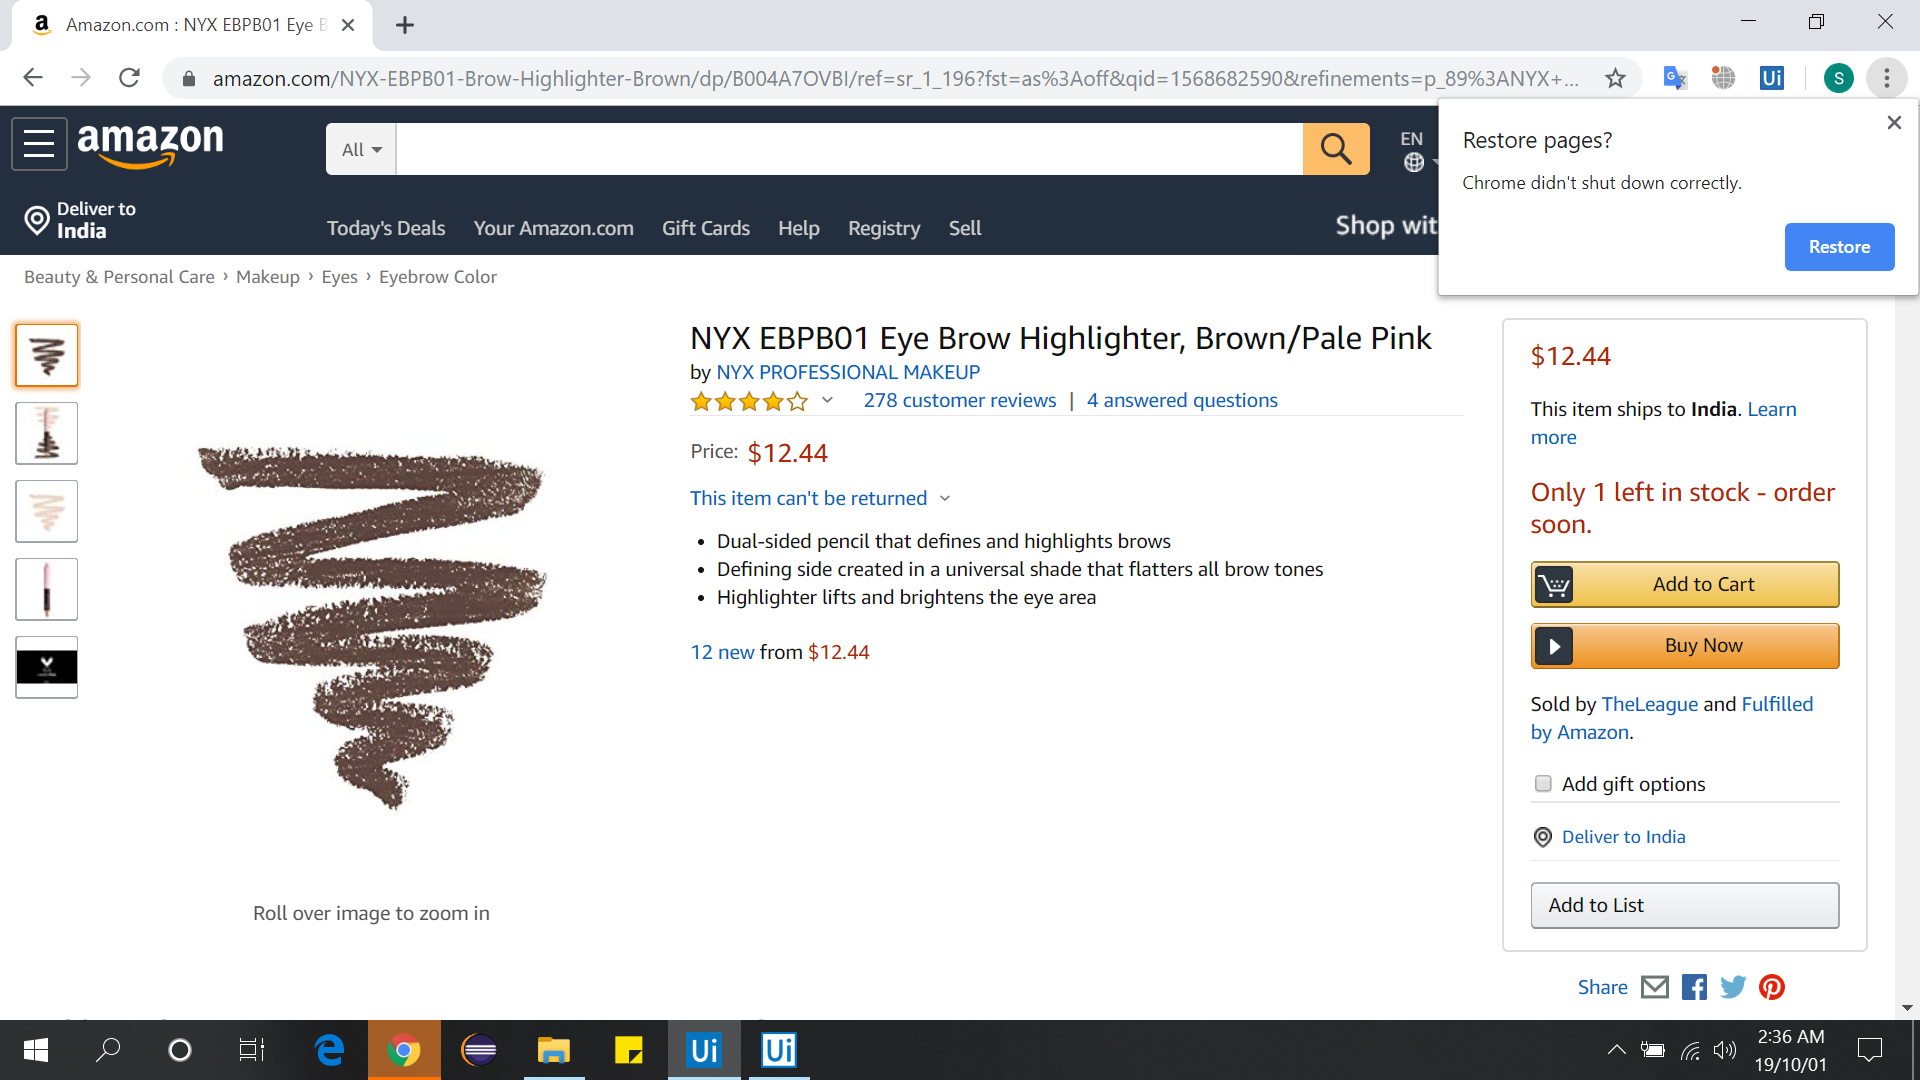 Amazon.com : NYX EBPB01 Eye B
amazon.com/NYX-EBPB01-Brow-Highlighter-Brown/dp/B004A7OVBI/ref=sr_1_196?fst=as%3Aoff&qid=1568682590&refinements=p_89%3ANYX+...
S
Restore pages?
Chrome didn't shut down correctly.
Restore
amazon
All
EN
Deliver to
India
Today's Deals Your Amazon.com Gift Cards Help Registry Sell
Shop wit
Beauty & Personal Care › Makeup › Eyes › Eyebrow Color
NYX EBPB01 Eye Brow Highlighter, Brown/Pale Pink
by NYX PROFESSIONAL MAKEUP
278 customer reviews | 4 answered questions
Price: $12.44
This item can't be returned
• Dual-sided pencil that defines and highlights brows
• Defining side created in a universal shade that flatters all brow tones
• Highlighter lifts and brightens the eye area
12 new from $12.44
Roll over image to zoom in
$12.44
This item ships to India. Learn
more
Only 1 left in stock - order
soon.
Add to Cart
Buy Now
Sold by TheLeague and Fulfilled
by Amazon.
Add gift options
Deliver to India
Add to List
Share
Ui
Ui
2:36 AM
19/10/01